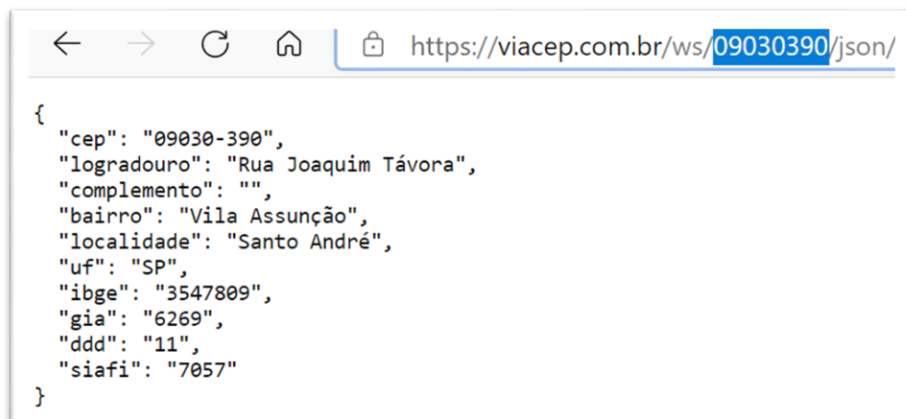 https://viacep.com.br/ws/09030390/json/
{
"cep": "09030-390",
"logradouro": "Rua Joaquim Távora",
"complemento": "",
"bairro": "Vila Assunção",
"localidade": "Santo André",
"uf": "SP",
"ibge": "3547809",
"gia": "6269",
"ddd": "11",
"siafi": "7057"
}